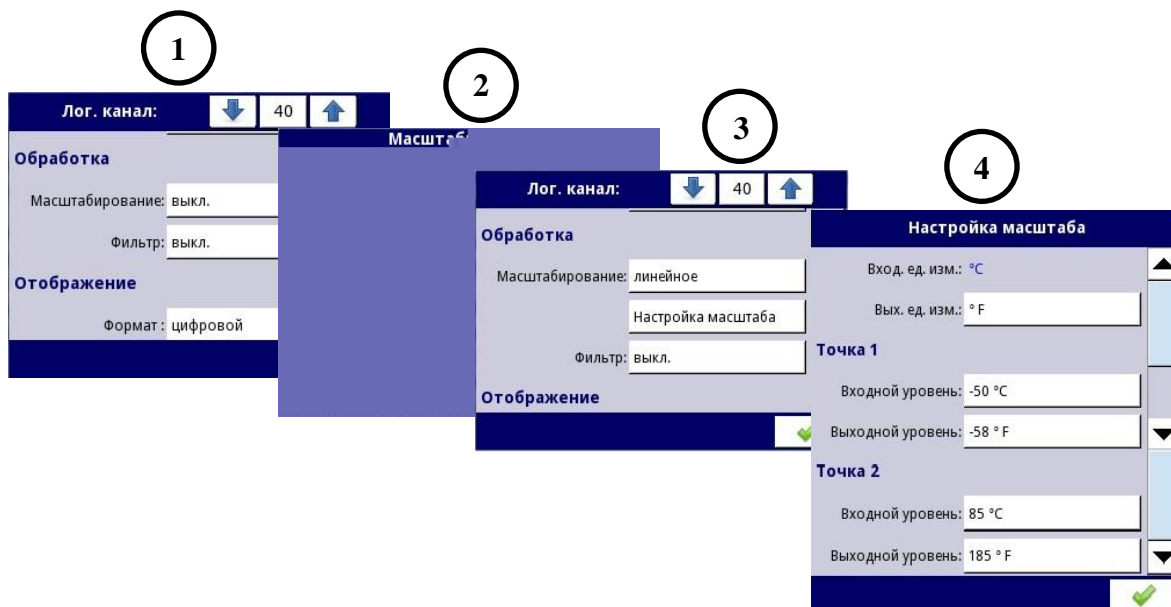 1
Лог. канал: 40
Обработка
Масштабирование: выкл.
Фильтр: выкл.
Отображение
Формат : цифровой
2
3
Лог. канал: 40
Обработка
Масштабирование: линейное
Настройка масштаба
Фильтр: выкл.
Отображение
4
Настройка масштаба
Вход. ед. изм.: °C
Вых. ед. изм.: ° F
Точка 1
Входной уровень: -50 °C
Выходной уровень: -58 ° F
Точка 2
Входной уровень: 85 °C
Выходной уровень: 185 ° F